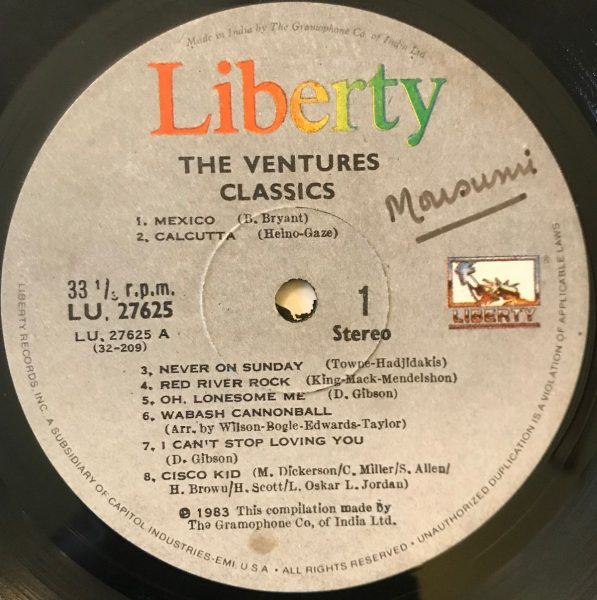 Made in India by The Gramophone Co. of India Ltd
Liberty
THE VENTURES
CLASSICS
Mousumi
1. MEXICO (B. Bryant)
2. CALCUTTA (Heino-Gaze)
33 1/3 r.p.m.
LU. 27625
LU. 27625 A
(32-209)
1
Stereo
LIBERTY
®
3, NEVER ON SUNDAY (Towne-Hadjidakis)
4. RED RIVER ROCK (King-Mack-Mendelshon)
5. OH, LONESOME ME (D. Gibson)
6. WABASH CANNONBALL
(Arr. by Wilson-Bogle-Edwards-Taylor)
7. I CAN'T STOP LOVING YOU
(D. Gibson)
8, CISCO KID (M. Dickerson/C. Miller/S. Allen/
H. Brown/H. Scott/L. Oskar L. Jordan)
℗ 1983 This compilation made by
The Gramophone Co, of India Ltd.
LIBERTY RECORDS, INC. A SUBSIDIARY OF CAPITOL INDUSTRIES-EMI, U.S.A • ALL RIGHTS RESERVED • UNAUTHORIZED DUPLICATION IS A VIOLATION OF APPLICABLE LAWS